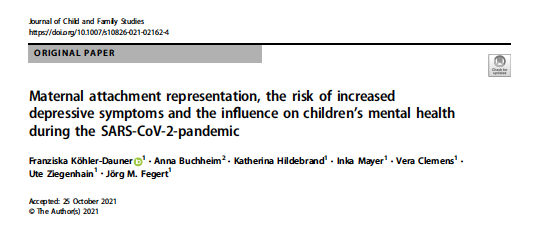 Journal of Child and Family Studies
https://doi.org/10.1007/s10826-021-02162-4
ORIGINAL PAPER
Check for
updates
Maternal attachment representation, the risk of increased
depressive symptoms and the influence on children's mental health
during the SARS-CoV-2-pandemic
Franziska Köhler-Dauner iD 1 · Anna Buchheim2 · Katherina Hildebrand1 · Inka Mayer1 · Vera Clemens1 ·
Ute Ziegenhain1 · Jörg M. Fegert1
Accepted: 25 October 2021
© The Author(s) 2021